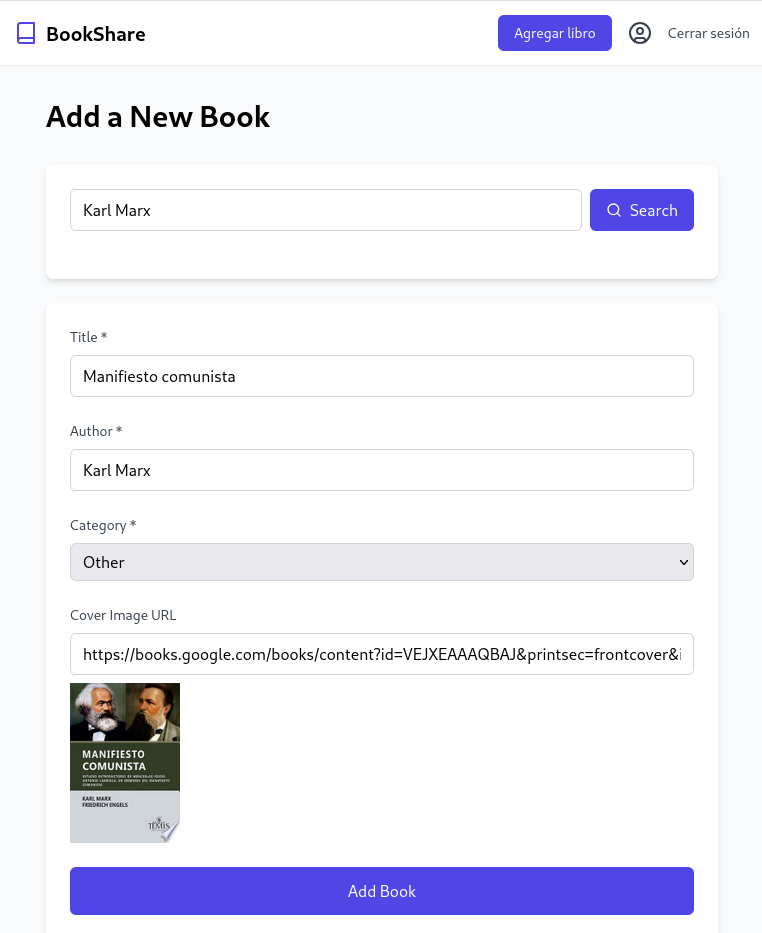 BookShare
Agregar libro
Cerrar sesión
Add a New Book
Karl Marx
Search
Title *
Manifiesto comunista
Author *
Karl Marx
Category *
Other
Cover Image URL
https://books.google.com/books/content?id=VEJXEAAAQBAJ&printsec=frontcover&i
MANIFIESTO
COMUNISTA
KARL MARX
FRIEDRICH ENGELS
TEMIS
Add Book